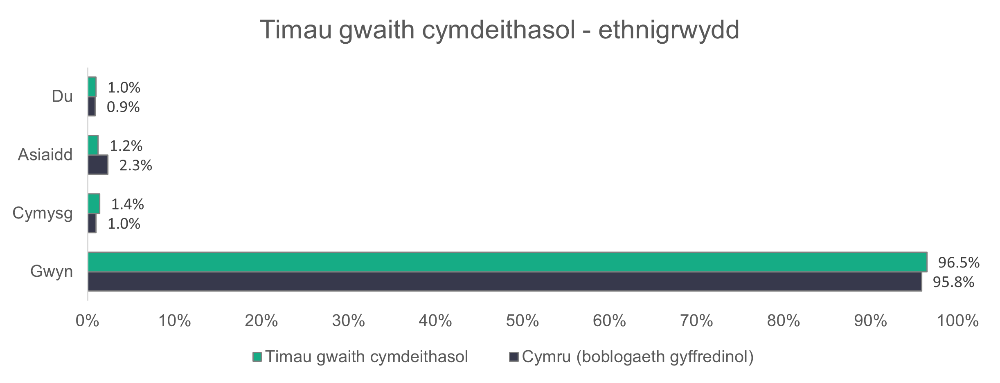 Timau gwaith cymdeithasol - ethnigrwydd
Du
1.0%
0.9%
Asiaidd
1.2%
2.3%
Cymysg
1.4%
1.0%
Gwyn
96.5%
95.8%
0% 10% 20% 30% 40% 50% 60% 70% 80% 90% 100%
Timau gwaith cymdeithasol Cymru (boblogaeth gyffredinol)